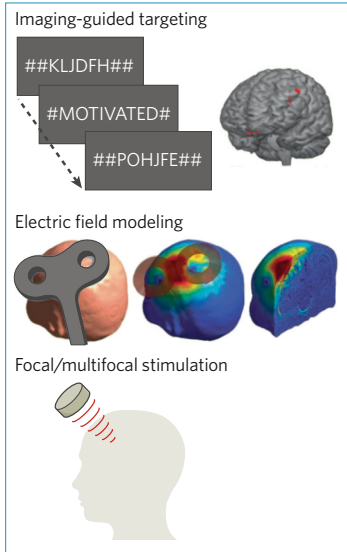 Imaging-guided targeting
##KLJDFH##
#MOTIVATED#
##POHJFE##
Electric field modeling
Focal/multifocal stimulation